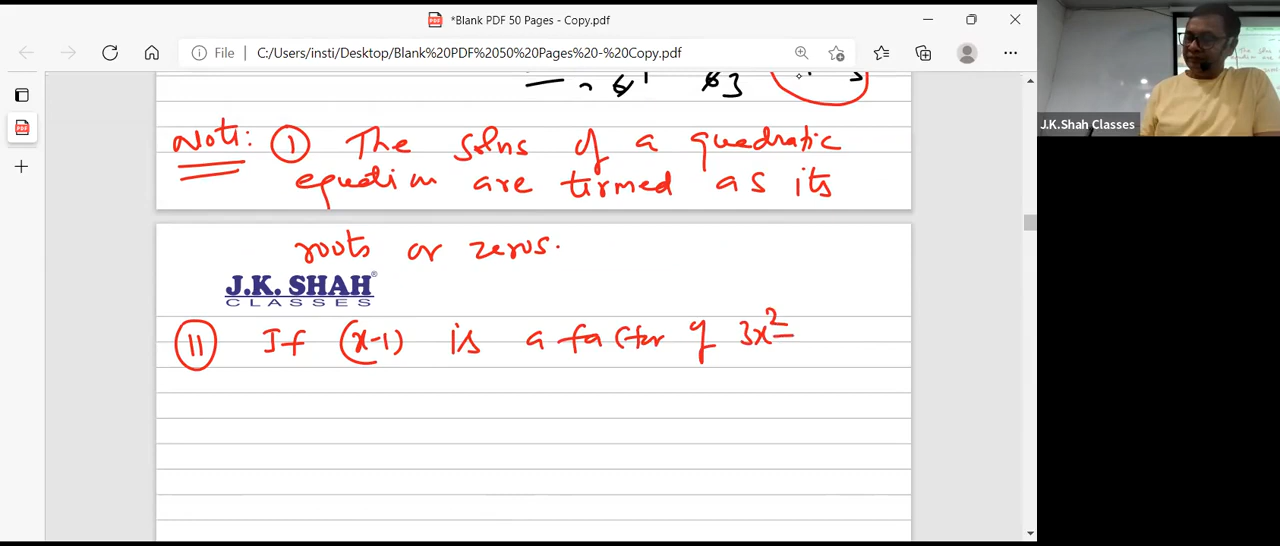 *Blank PDF 50 Pages - Copy.pdf
File C:/Users/insti/Desktop/Blank%20PDF%2050%20Pages%20-%20Copy.pdf
J.K.Shah Classes
Note: ① The solns of a quadratic
equation are tirmed as its
roots or zeros.
J.K. SHAH®
CLASSES
⑪ If (x-1) is a factor of 3x²-